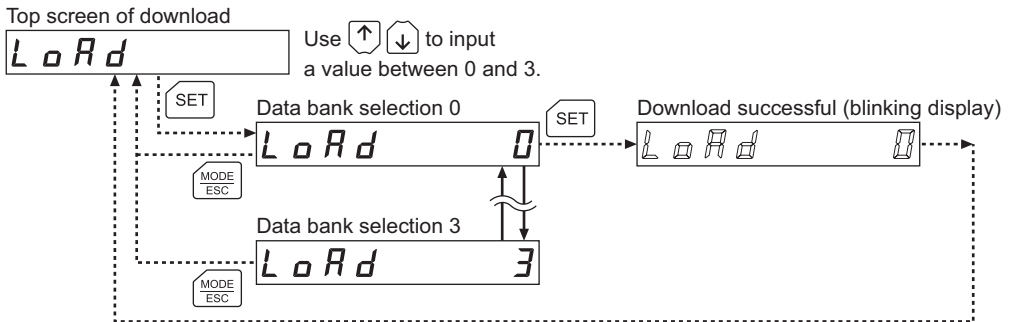 Top screen of download
LoAd
Use ↑ ↓ to input
a value between 0 and 3.
SET
Data bank selection 0
LoAd 0
SET
Download successful (blinking display)
LoAd 0
MODE
ESC
Data bank selection 3
LoAd 3
MODE
ESC